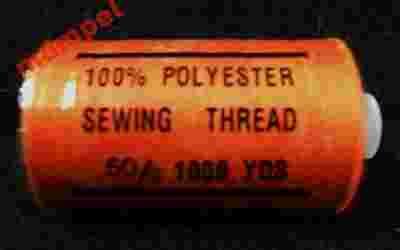 100% POLYESTER
SEWING THREAD
50/2 1000 YDS